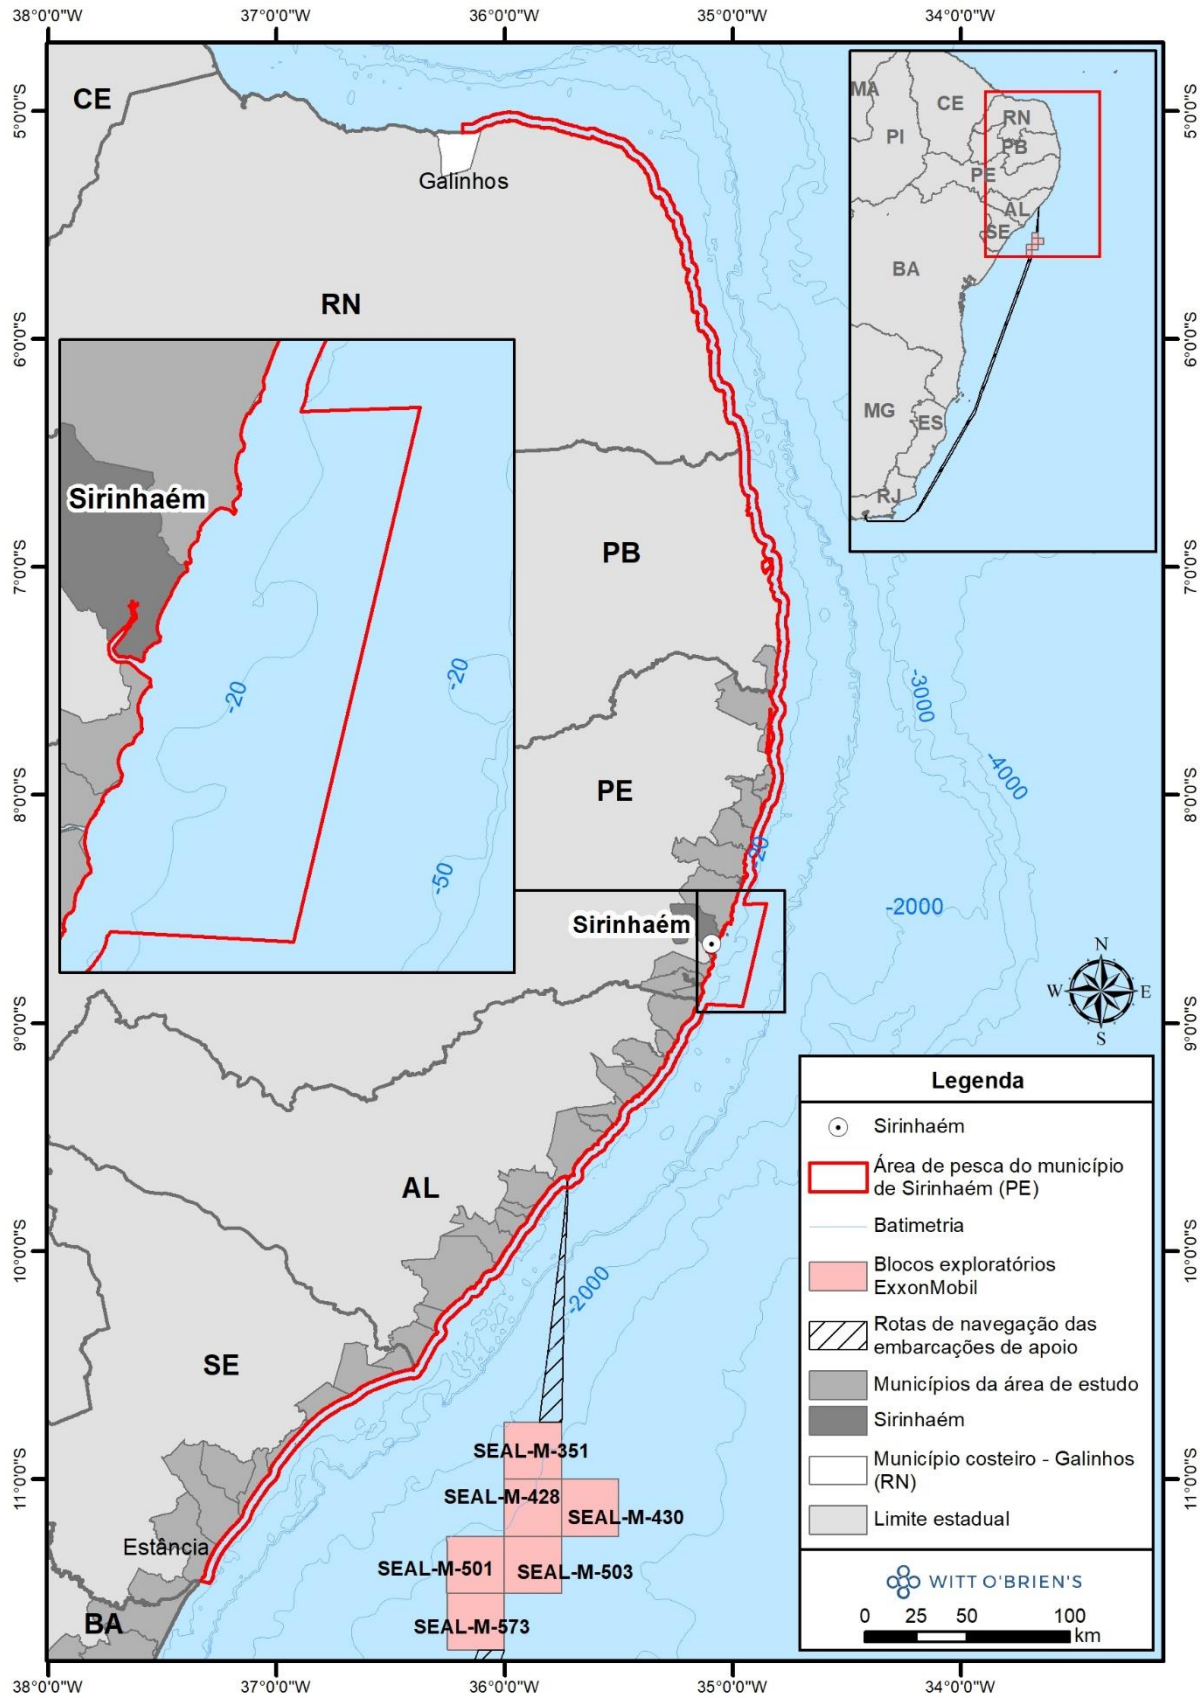 38°0'0"W
37°0'0"W
36°0'0"W
35°0'0"W
34°0'0"W
5°0'0"S
6°0'0"S
7°0'0"S
8°0'0"S
9°0'0"S
10°0'0"S
11°0'0"S
CE
Galinhos
RN
PB
PE
AL
SE
BA
Estância
Sirinhaém
-20
-20
-50
Sirinhaém
-20
-3000
-4000
-2000
-2000
MA
CE
RN
PI
PB
PE
AL
SE
BA
MG
ES
RJ
N
W
E
S
SEAL-M-351
SEAL-M-428
SEAL-M-430
SEAL-M-501
SEAL-M-503
SEAL-M-573
Legenda
Sirinhaém
Área de pesca do município
de Sirinhaém (PE)
Batimetria
Blocos exploratórios
ExxonMobil
Rotas de navegação das
embarcações de apoio
Municípios da área de estudo
Sirinhaém
Município costeiro - Galinhos
(RN)
Limite estadual
WITT O'BRIEN'S
0 25 50 100
km
5°0'0"S
6°0'0"S
7°0'0"S
8°0'0"S
9°0'0"S
10°0'0"S
11°0'0"S
38°0'0"W
37°0'0"W
36°0'0"W
35°0'0"W
34°0'0"W